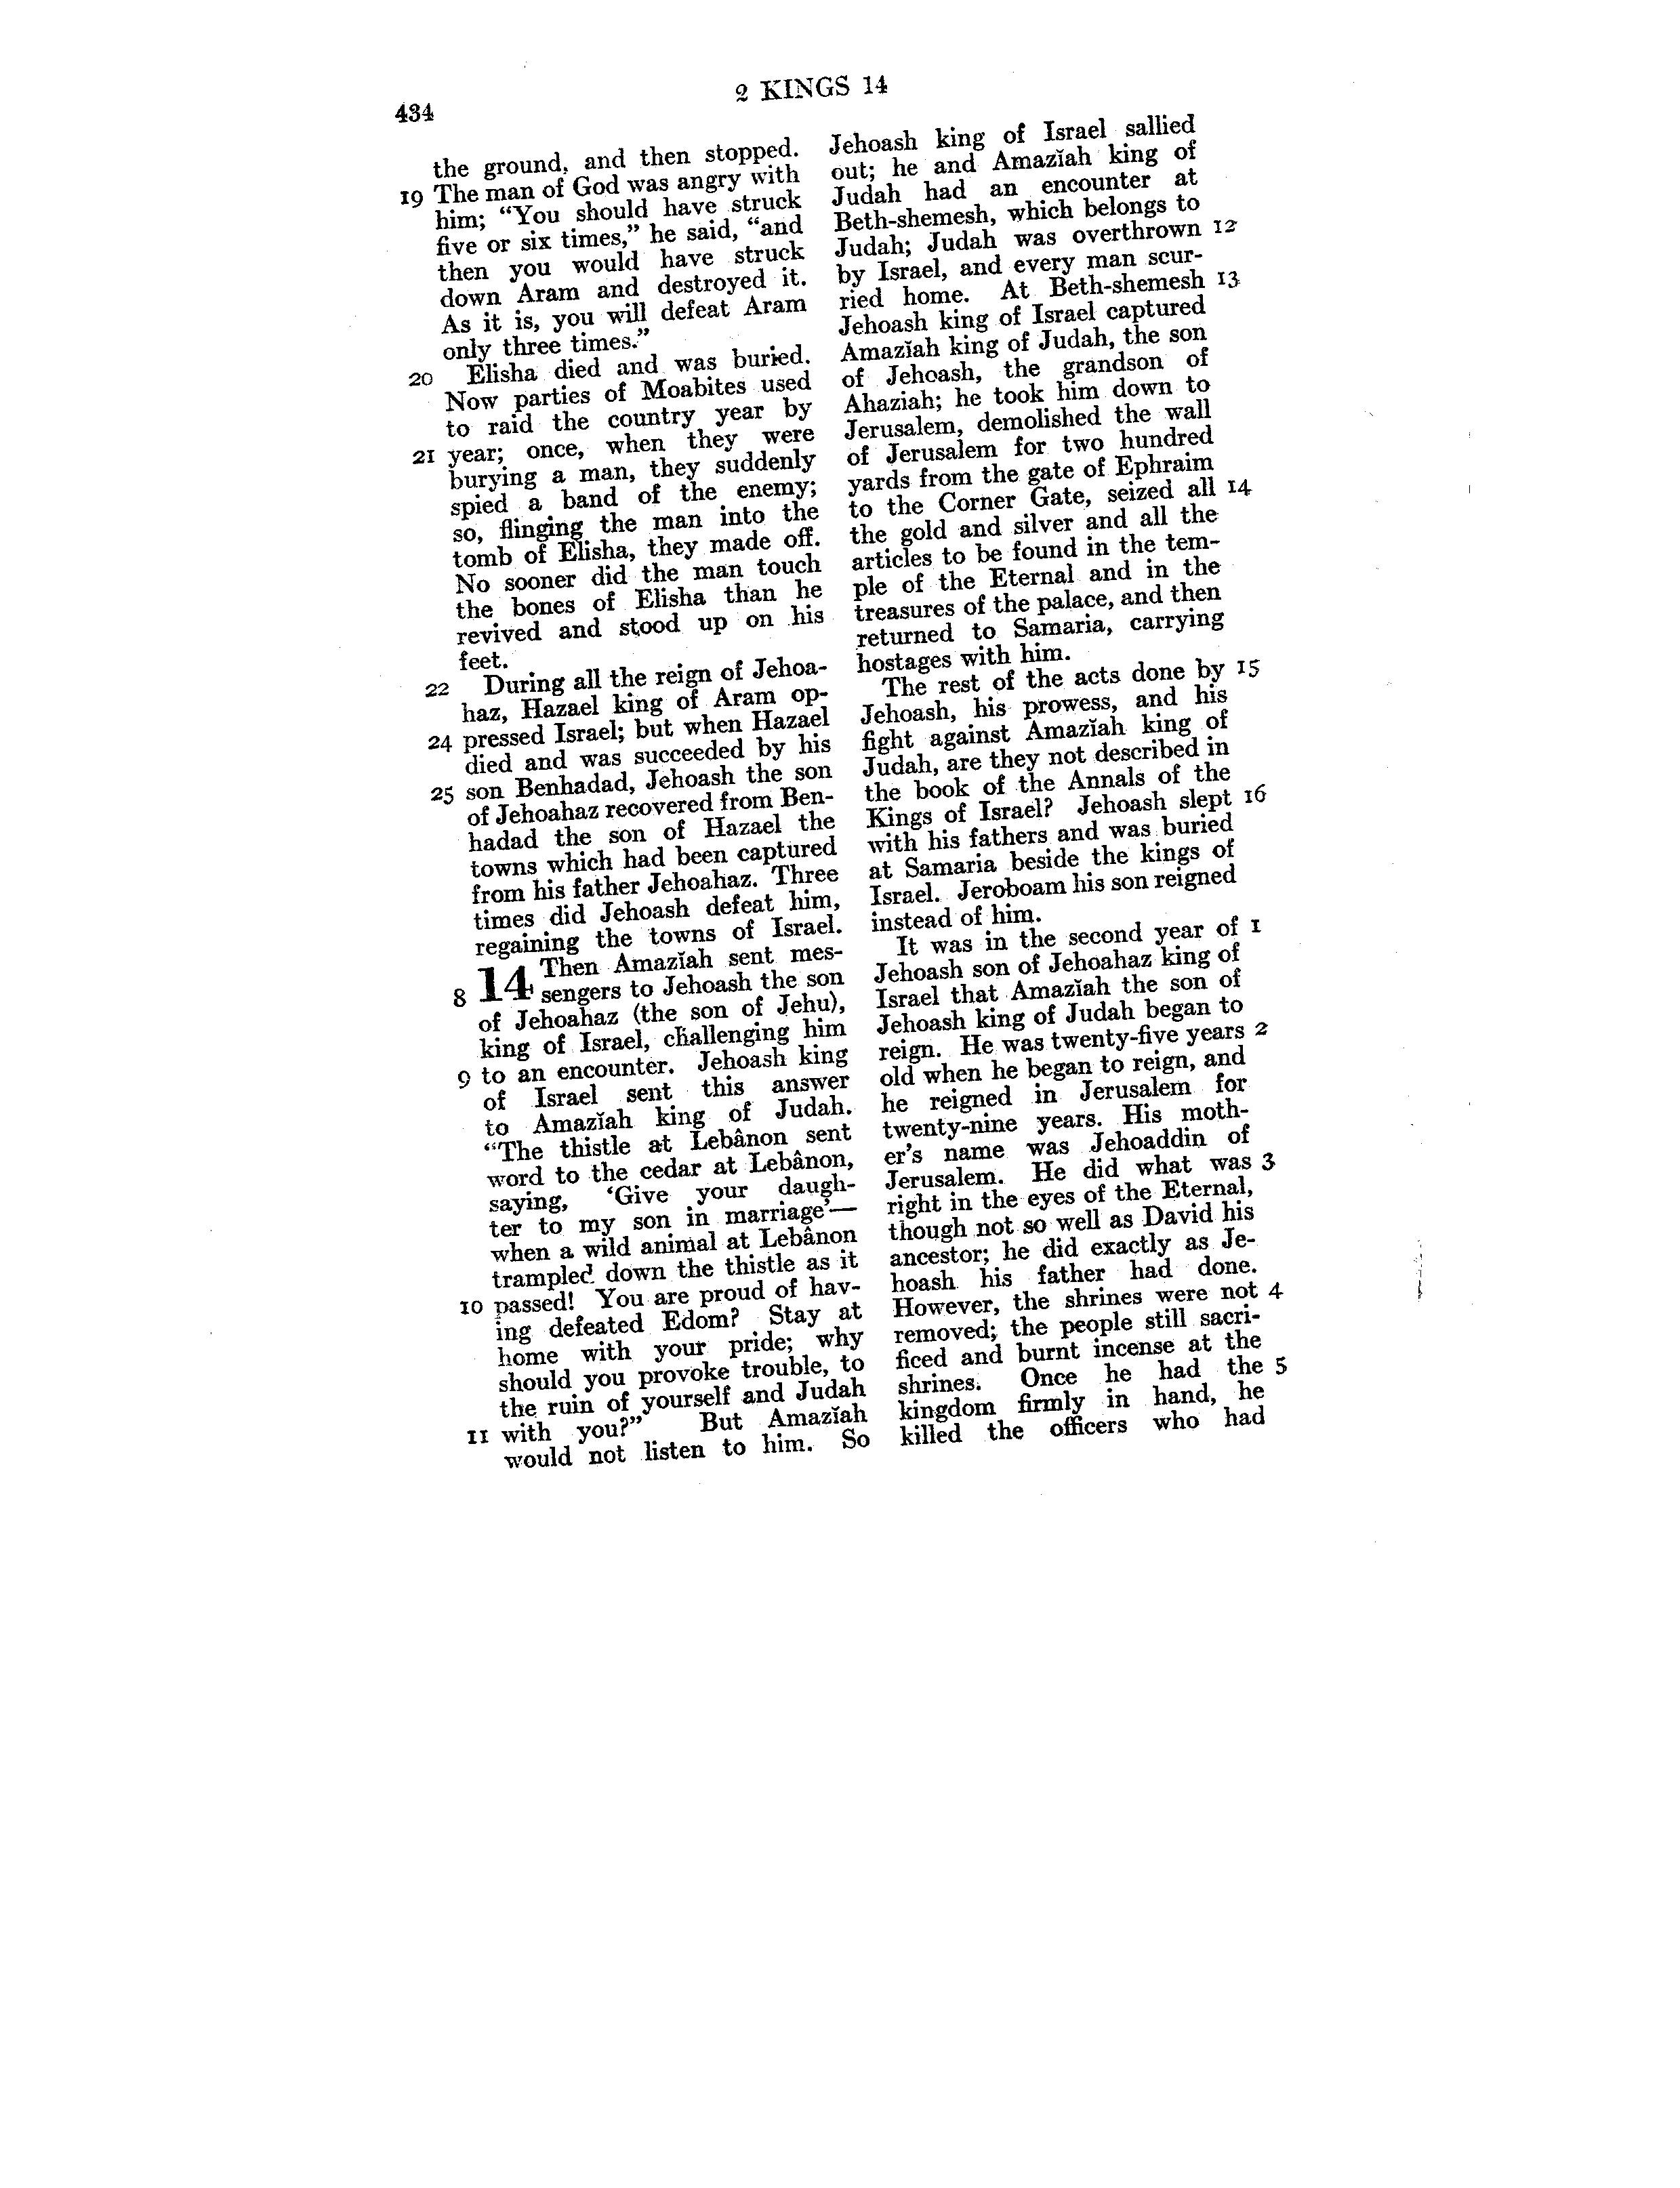 434
2 KINGS 14
the ground, and then stopped.
19 The man of God was angry with
him; “You should have struck
five or six times,” he said, “and
then you would have struck
down Aram and destroyed it.
As it is, you will defeat Aram
only three times.”
20 Elisha died and was buried.
Now parties of Moabites used
to raid the country year by
21 year; once, when they were
burying a man, they suddenly
spied a band of the enemy;
so, flinging the man into the
tomb of Elisha, they made off.
No sooner did the man touch
the bones of Elisha than he
revived and stood up on his
feet.
22 During all the reign of Jehoa-
haz, Hazael king of Aram op-
24 pressed Israel; but when Hazael
died and was succeeded by his
25 son Benhadad, Jehoash the son
of Jehoahaz recovered from Ben-
hadad the son of Hazael the
towns which had been captured
from his father Jehoahaz. Three
times did Jehoash defeat him,
regaining the towns of Israel.
14 Then Amazĭah sent mes-
8 sengers to Jehoash the son
of Jehoahaz (the son of Jehu),
king of Israel, challenging him
9 to an encounter. Jehoash king
of Israel sent this answer
to Amazĭah king of Judah.
“The thistle at Lebânon sent
word to the cedar at Lebânon,
saying, ‘Give your daugh-
ter to my son in marriage’—
when a wild animal at Lebânon
trampled down the thistle as it
10 passed! You are proud of hav-
ing defeated Edom? Stay at
home with your pride; why
should you provoke trouble, to
the ruin of yourself and Judah
11 with you?” But Amazĭah
would not listen to him. So
Jehoash king of Israel sallied
out; he and Amazĭah king of
Judah had an encounter at
Beth-shemesh, which belongs to
Judah; Judah was overthrown 12
by Israel, and every man scur-
ried home. At Beth-shemesh 13
Jehoash king of Israel captured
Amazĭah king of Judah, the son
of Jehoash, the grandson of
Ahaziah; he took him down to
Jerusalem, demolished the wall
of Jerusalem for two hundred
yards from the gate of Ephraim
to the Corner Gate, seized all 14
the gold and silver and all the
articles to be found in the tem-
ple of the Eternal and in the
treasures of the palace, and then
returned to Samaria, carrying
hostages with him.
The rest of the acts done by 15
Jehoash, his prowess, and his
fight against Amazĭah king of
Judah, are they not described in
the book of the Annals of the
Kings of Israel? Jehoash slept 16
with his fathers and was buried
at Samaria beside the kings of
Israel. Jeroboam his son reigned
instead of him.
It was in the second year of 1
Jehoash son of Jehoahaz king of
Israel that Amazĭah the son of
Jehoash king of Judah began to
reign. He was twenty-five years 2
old when he began to reign, and
he reigned in Jerusalem for
twenty-nine years. His moth-
er’s name was Jehoaddin of
Jerusalem. He did what was 3
right in the eyes of the Eternal,
though not so well as David his
ancestor; he did exactly as Je-
hoash his father had done.
However, the shrines were not 4
removed; the people still sacri-
ficed and burnt incense at the
shrines. Once he had the 5
kingdom firmly in hand, he
killed the officers who had